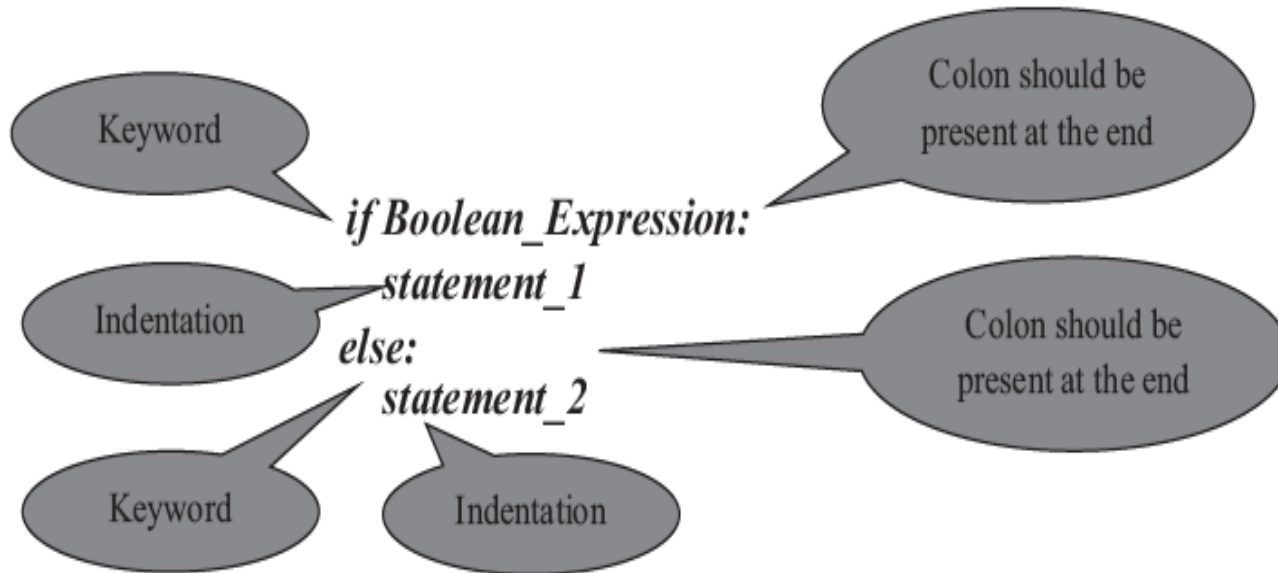 Keyword
Colon should be
present at the end
if Boolean_Expression:
statement_1
Indentation
else:
Colon should be
present at the end
statement_2
Keyword
Indentation